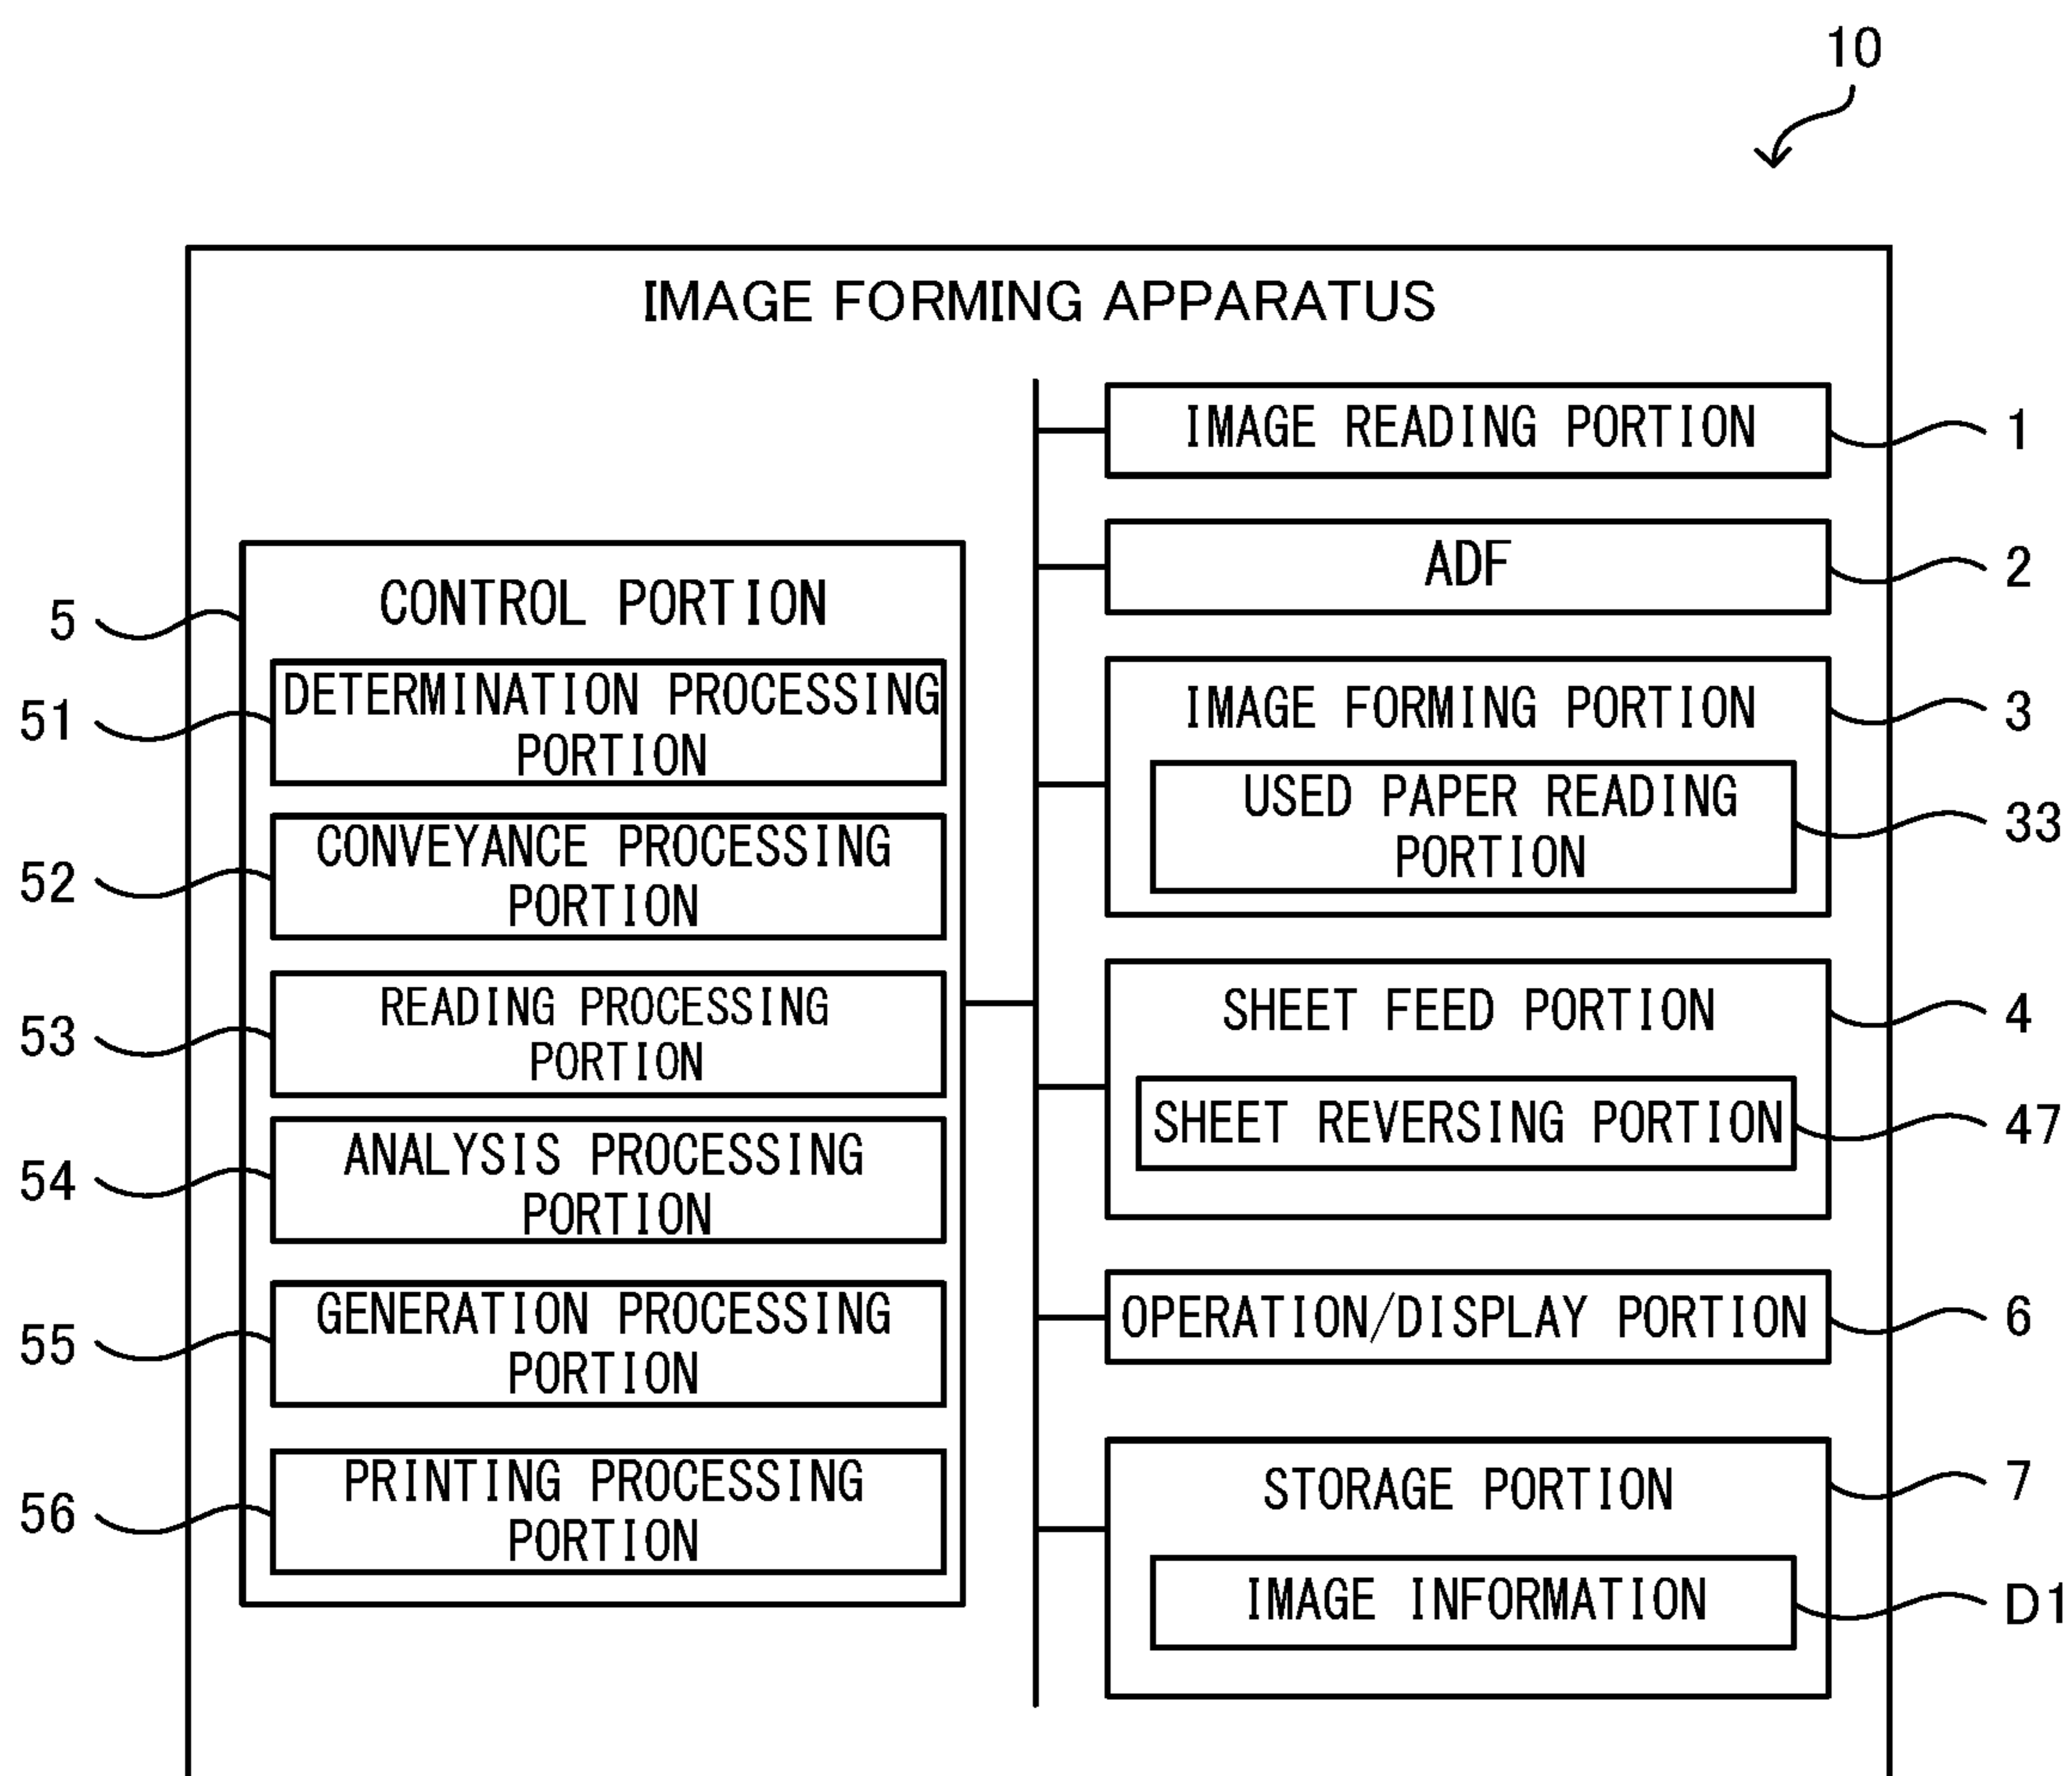 10
IMAGE FORMING APPARATUS
5
CONTROL PORTION
51
DETERMINATION PROCESSING
PORTION
52
CONVEYANCE PROCESSING
PORTION
53
READING PROCESSING
PORTION
54
ANALYSIS PROCESSING
PORTION
55
GENERATION PROCESSING
PORTION
56
PRINTING PROCESSING
PORTION
IMAGE READING PORTION
1
ADF
2
IMAGE FORMING PORTION
3
USED PAPER READING
PORTION
33
SHEET FEED PORTION
4
SHEET REVERSING PORTION
47
OPERATION/DISPLAY PORTION
6
STORAGE PORTION
7
IMAGE INFORMATION
D1